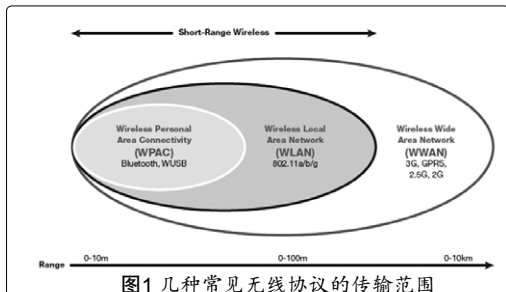 Short-Range Wireless
Wireless Personal
Area Connectivity
(WPAC)
Bluetooth, WUSB
Wireless Local
Area Network
(WLAN)
802.11a/b/g
Wireless Wide
Area Network
(WWAN)
3G, GPRS,
2.5G, 2G
Range
0-10m
0-100m
0-10km
图1 几种常见无线协议的传输范围